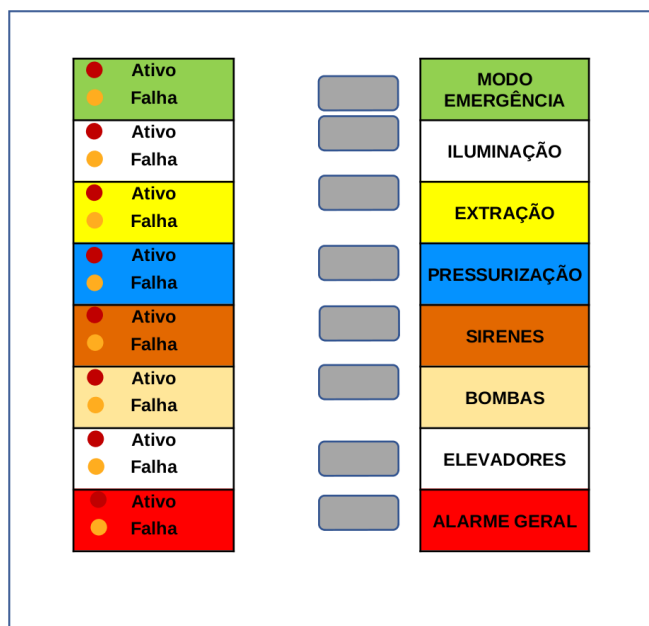 Ativo
Falha
MODO
EMERGÊNCIA
Ativo
Falha
ILUMINAÇÃO
Ativo
Falha
EXTRAÇÃO
Ativo
Falha
PRESSURIZAÇÃO
Ativo
Falha
SIRENES
Ativo
Falha
BOMBAS
Ativo
Falha
ELEVADORES
Ativo
Falha
ALARME GERAL